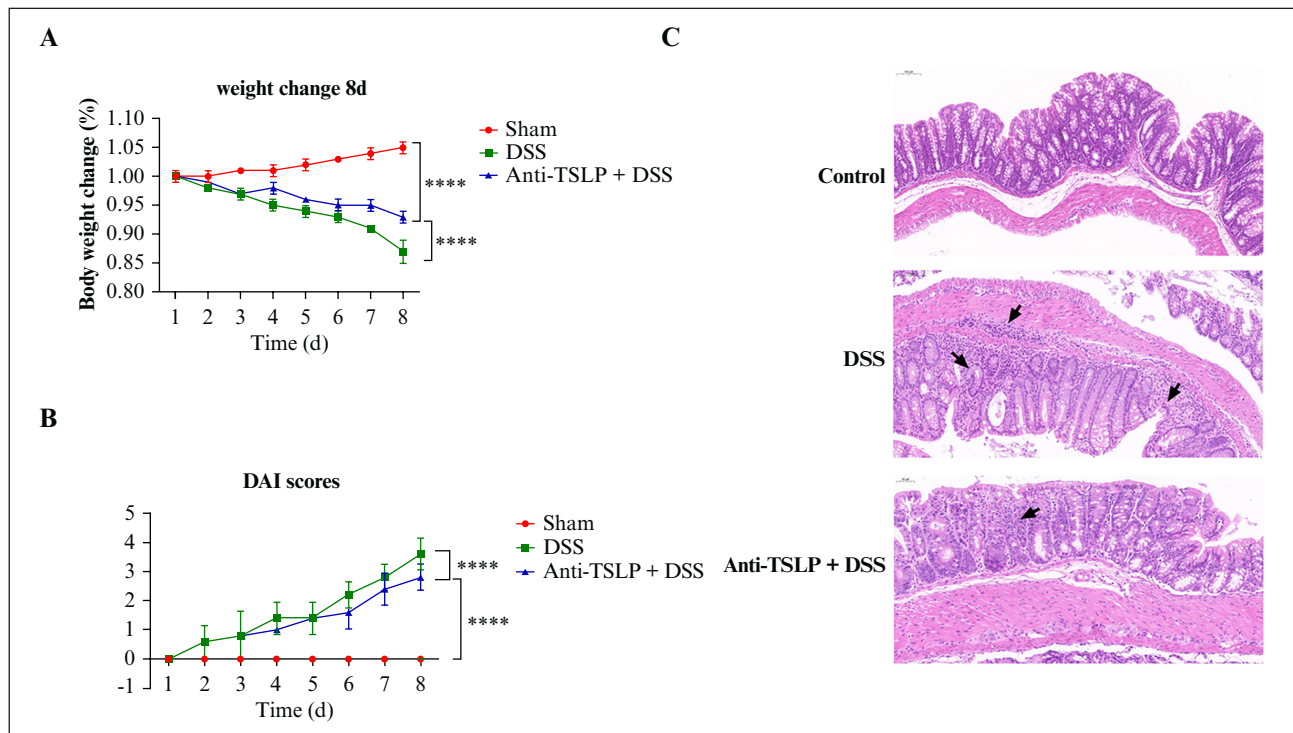 A
weight change 8d
Body weight change (%)
1.10
1.05
1.00
0.95
0.90
0.85
0.80
1 2 3 4 5 6 7 8
Time (d)
Sham
DSS
Anti-TSLP + DSS
****
****
B
DAI scores
5
4
3
2
1
0
-1
1 2 3 4 5 6 7 8
Time (d)
Sham
DSS
Anti-TSLP + DSS
****
****
C
Control
DSS
Anti-TSLP + DSS